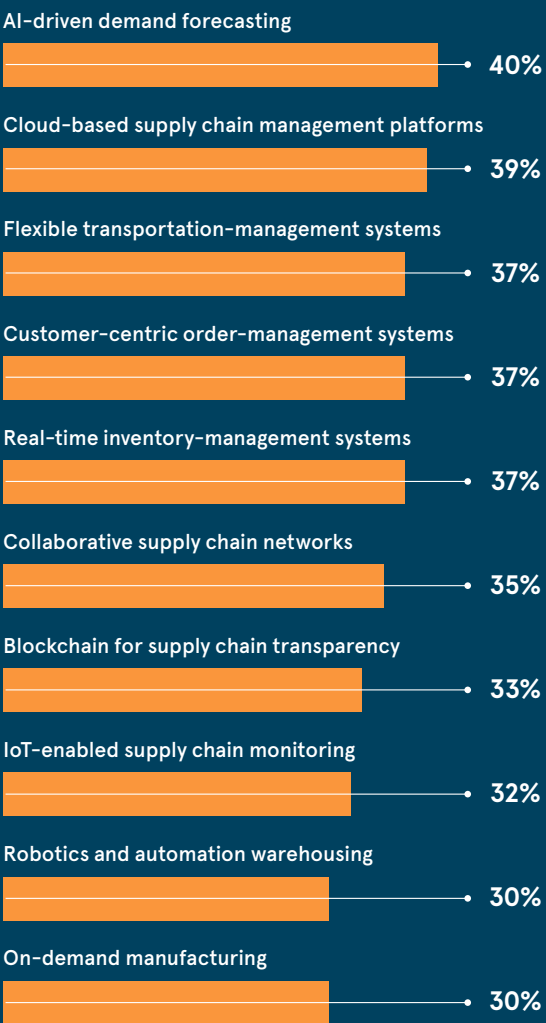 AI-driven demand forecasting
40%
Cloud-based supply chain management platforms
39%
Flexible transportation-management systems
37%
Customer-centric order-management systems
37%
Real-time inventory-management systems
37%
Collaborative supply chain networks
35%
Blockchain for supply chain transparency
33%
IoT-enabled supply chain monitoring
32%
Robotics and automation warehousing
30%
On-demand manufacturing
30%